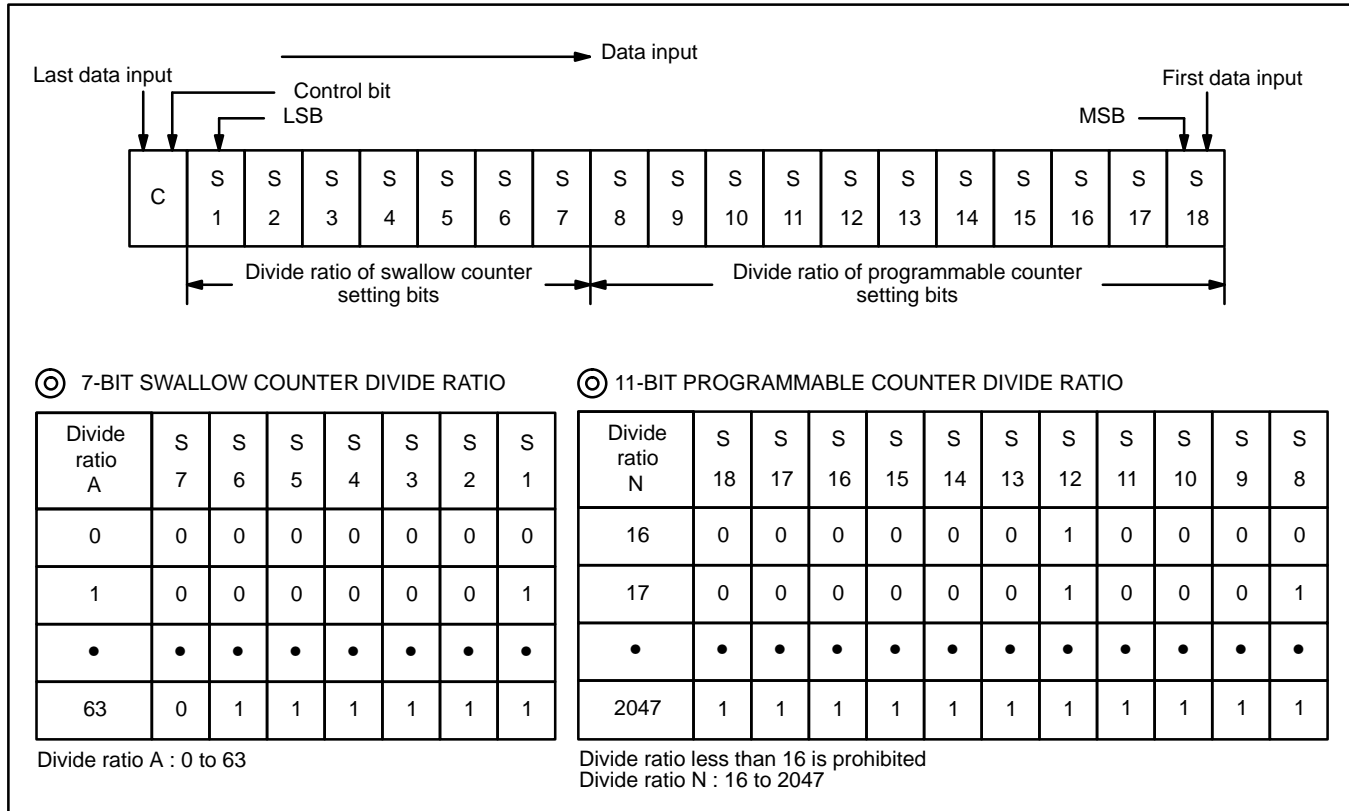 Data input
Last data input
First data input
Control bit
LSB
MSB
C S S S S S S S S S S S S S S S S S S
1 2 3 4 5 6 7 8 9 10 11 12 13 14 15 16 17 18
Divide ratio of swallow counter
setting bits
Divide ratio of programmable counter
setting bits
7-BIT SWALLOW COUNTER DIVIDE RATIO
Divide
ratio
A
S S S S S S S
7 6 5 4 3 2 1
0 0 0 0 0 0 0 0
1 0 0 0 0 0 0 1
• • • • • • • •
63 0 1 1 1 1 1 1
Divide ratio A : 0 to 63
11-BIT PROGRAMMABLE COUNTER DIVIDE RATIO
Divide
ratio
N
S S S S S S S S S S S
18 17 16 15 14 13 12 11 10 9 8
16 0 0 0 0 0 0 1 0 0 0 0
17 0 0 0 0 0 0 1 0 0 0 1
• • • • • • • • • • • •
2047 1 1 1 1 1 1 1 1 1 1 1
Divide ratio less than 16 is prohibited
Divide ratio N : 16 to 2047